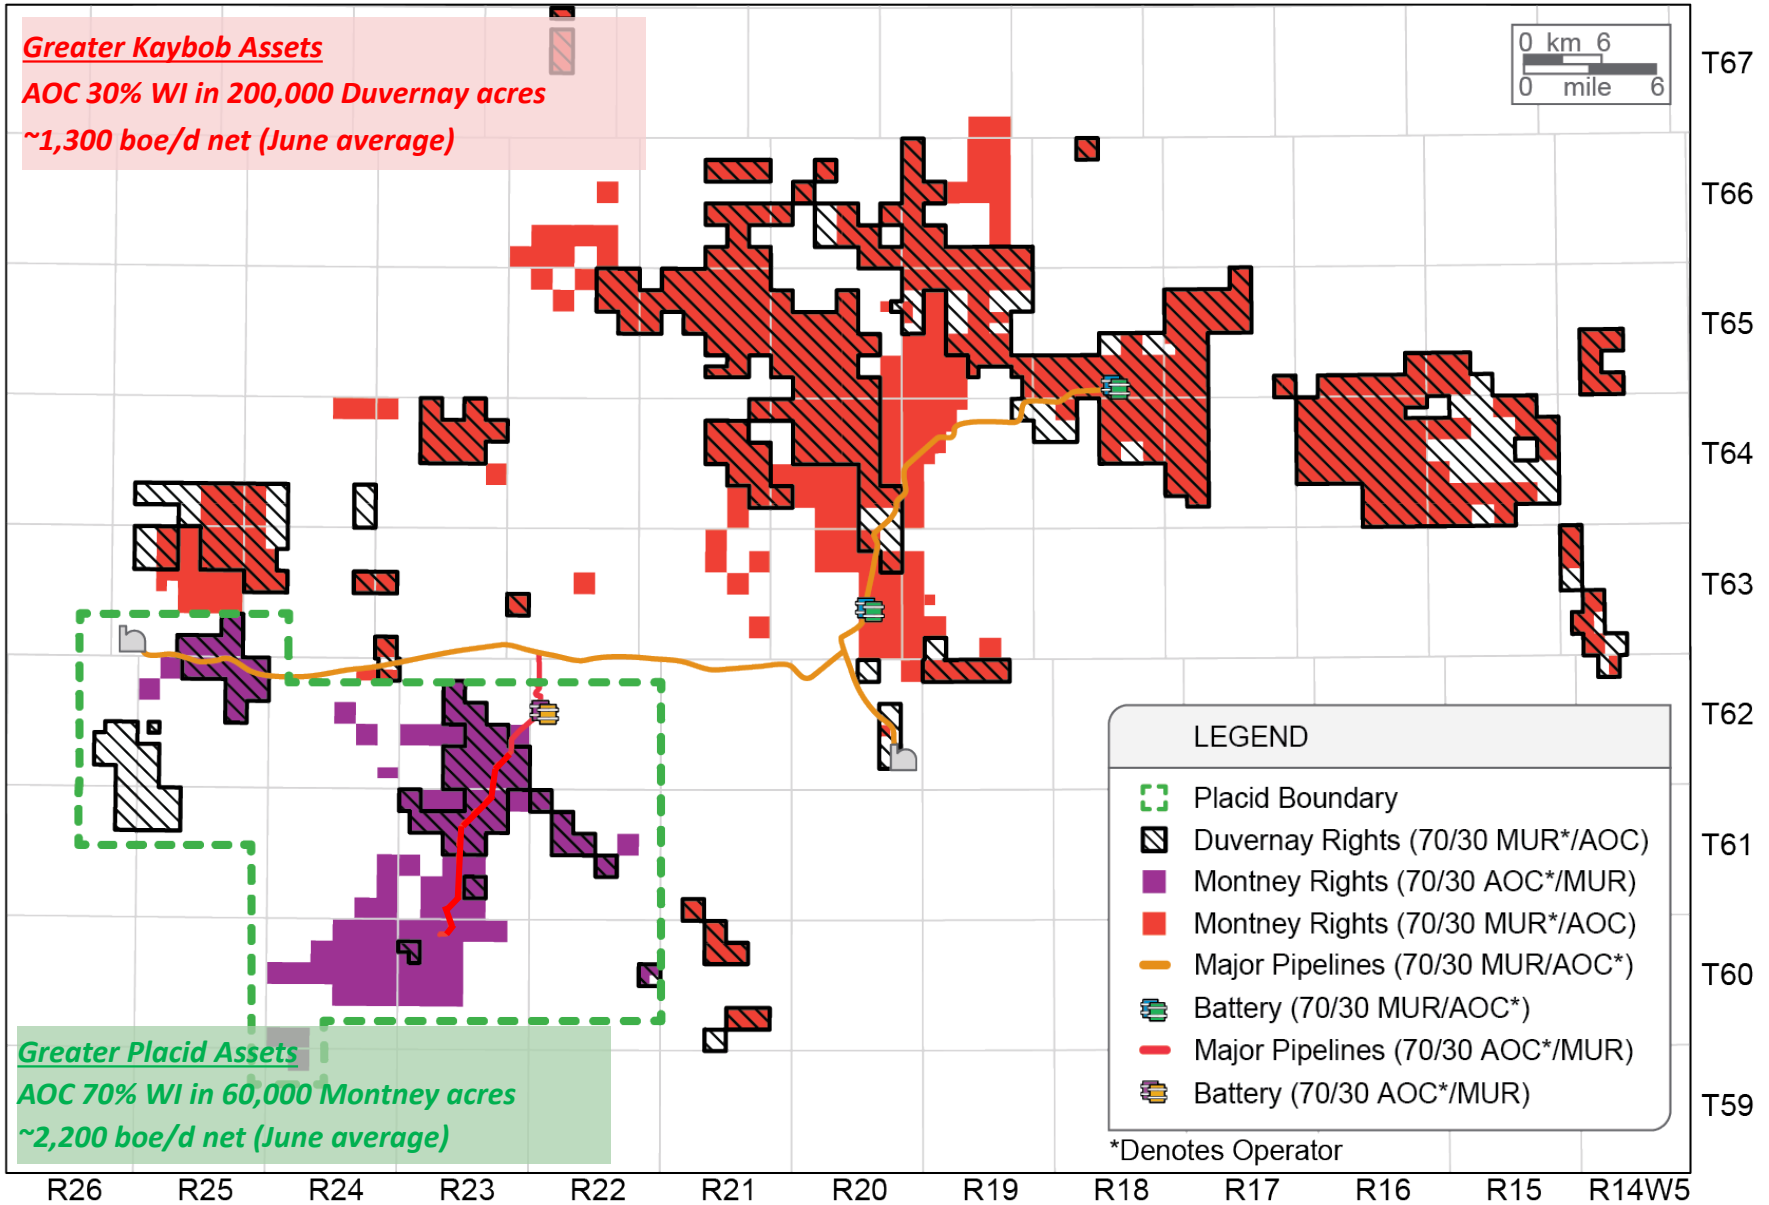 Greater Kaybob Assets
AOC 30% WI in 200,000 Duvernay acres
~1,300 boe/d net (June average)
0 km 6
0 mile 6
T67
T66
T65
T64
T63
T62
T61
T60
T59
LEGEND
Placid Boundary
Duvernay Rights (70/30 MUR*/AOC)
Montney Rights (70/30 AOC*/MUR)
Montney Rights (70/30 MUR*/AOC)
Major Pipelines (70/30 MUR/AOC*)
Battery (70/30 MUR/AOC*)
Major Pipelines (70/30 AOC*/MUR)
Battery (70/30 AOC*/MUR)
*Denotes Operator
Greater Placid Assets
AOC 70% WI in 60,000 Montney acres
~2,200 boe/d net (June average)
R26 R25 R24 R23 R22 R21 R20 R19 R18 R17 R16 R15 R14W5